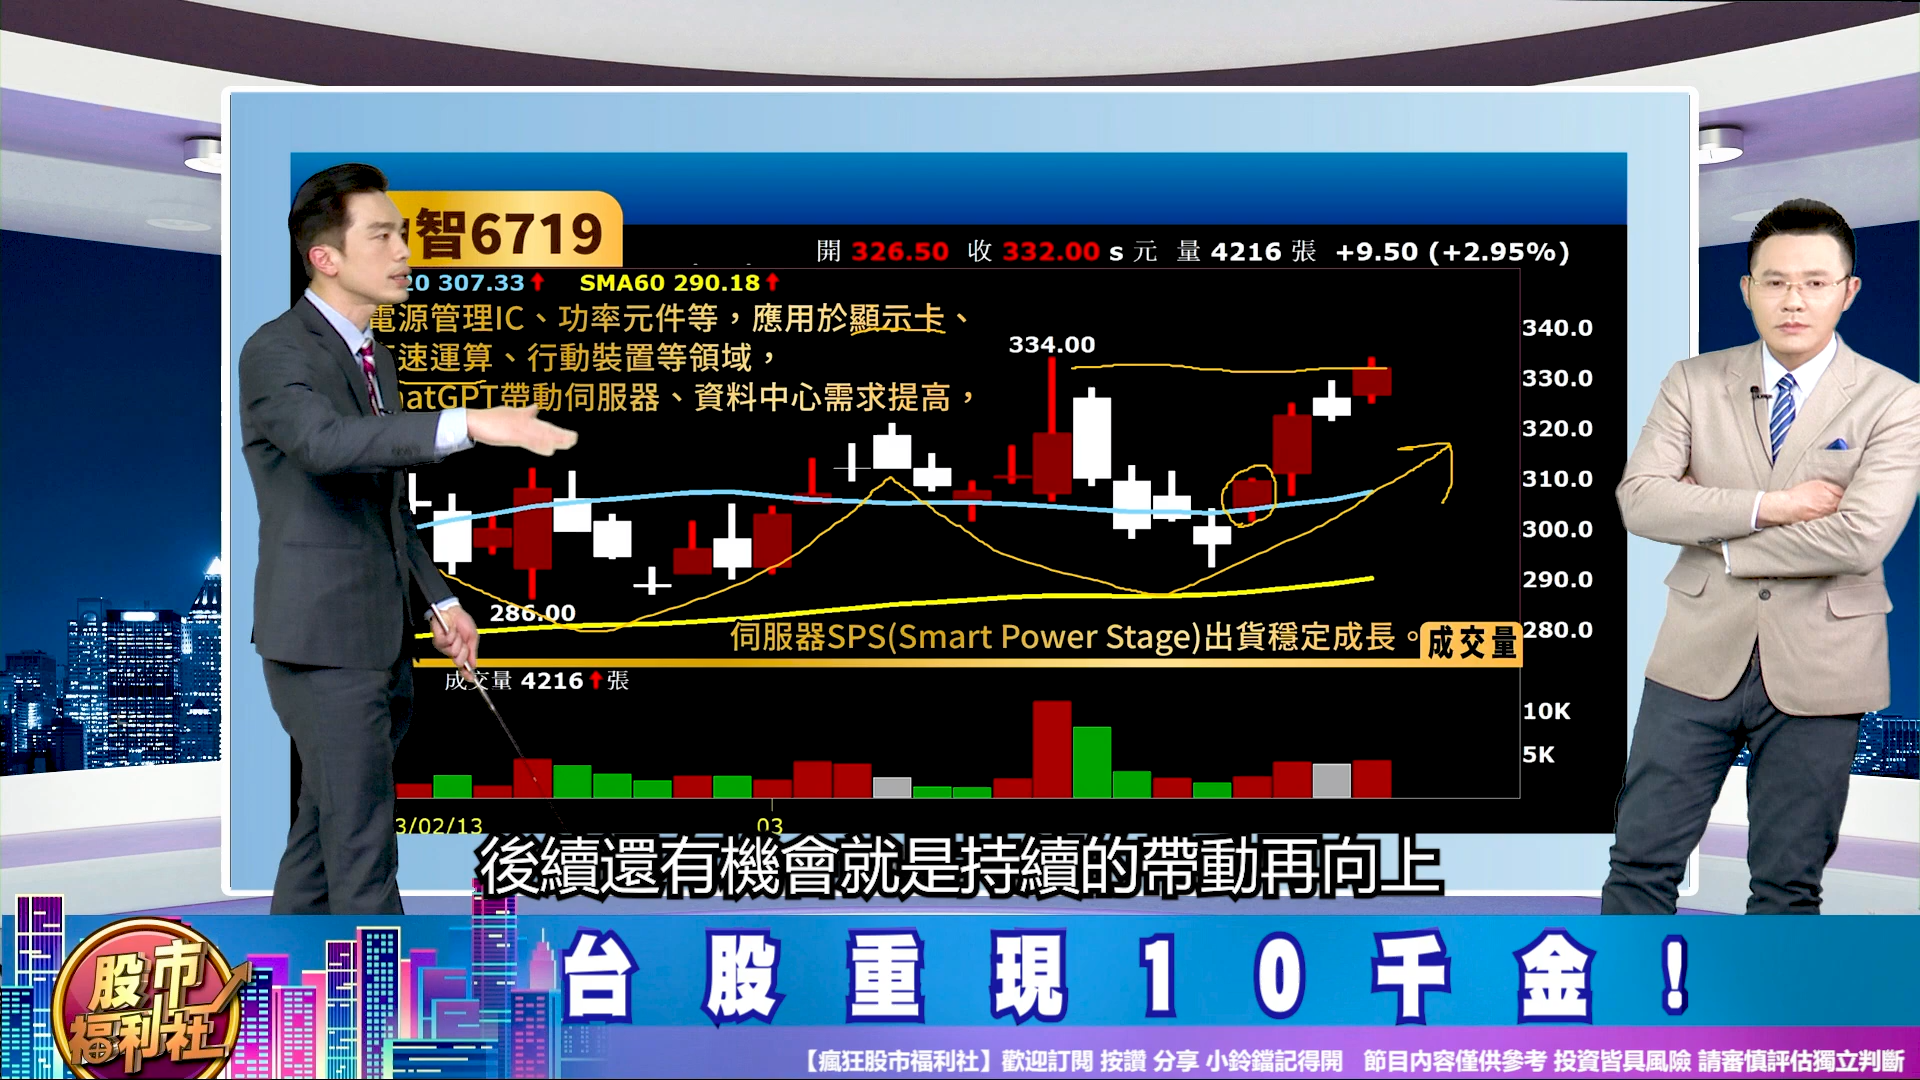 智6719
開 326.50 收 332.00 s 元 量 4216 張 +9.50 (+2.95%)
20 307.33 SMA60 290.18
電源管理IC、功率元件等，應用於顯示卡、
速運算、行動裝置等領域，
atGPT帶動伺服器、資料中心需求提高，
334.00
340.0
330.0
320.0
310.0
300.0
290.0
280.0
286.00
伺服器SPS(Smart Power Stage)出貨穩定成長。
成交量
成交量 4216 張
10K
5K
3/02/13
03
後續還有機會就是持續的帶動再向上
台股重現10千金！
股市福利社
【瘋狂股市福利社】歡迎訂閱 按讚 分享 小鈴鐺記得開 節目內容僅供參考 投資皆具風險 請審慎評估獨立判斷